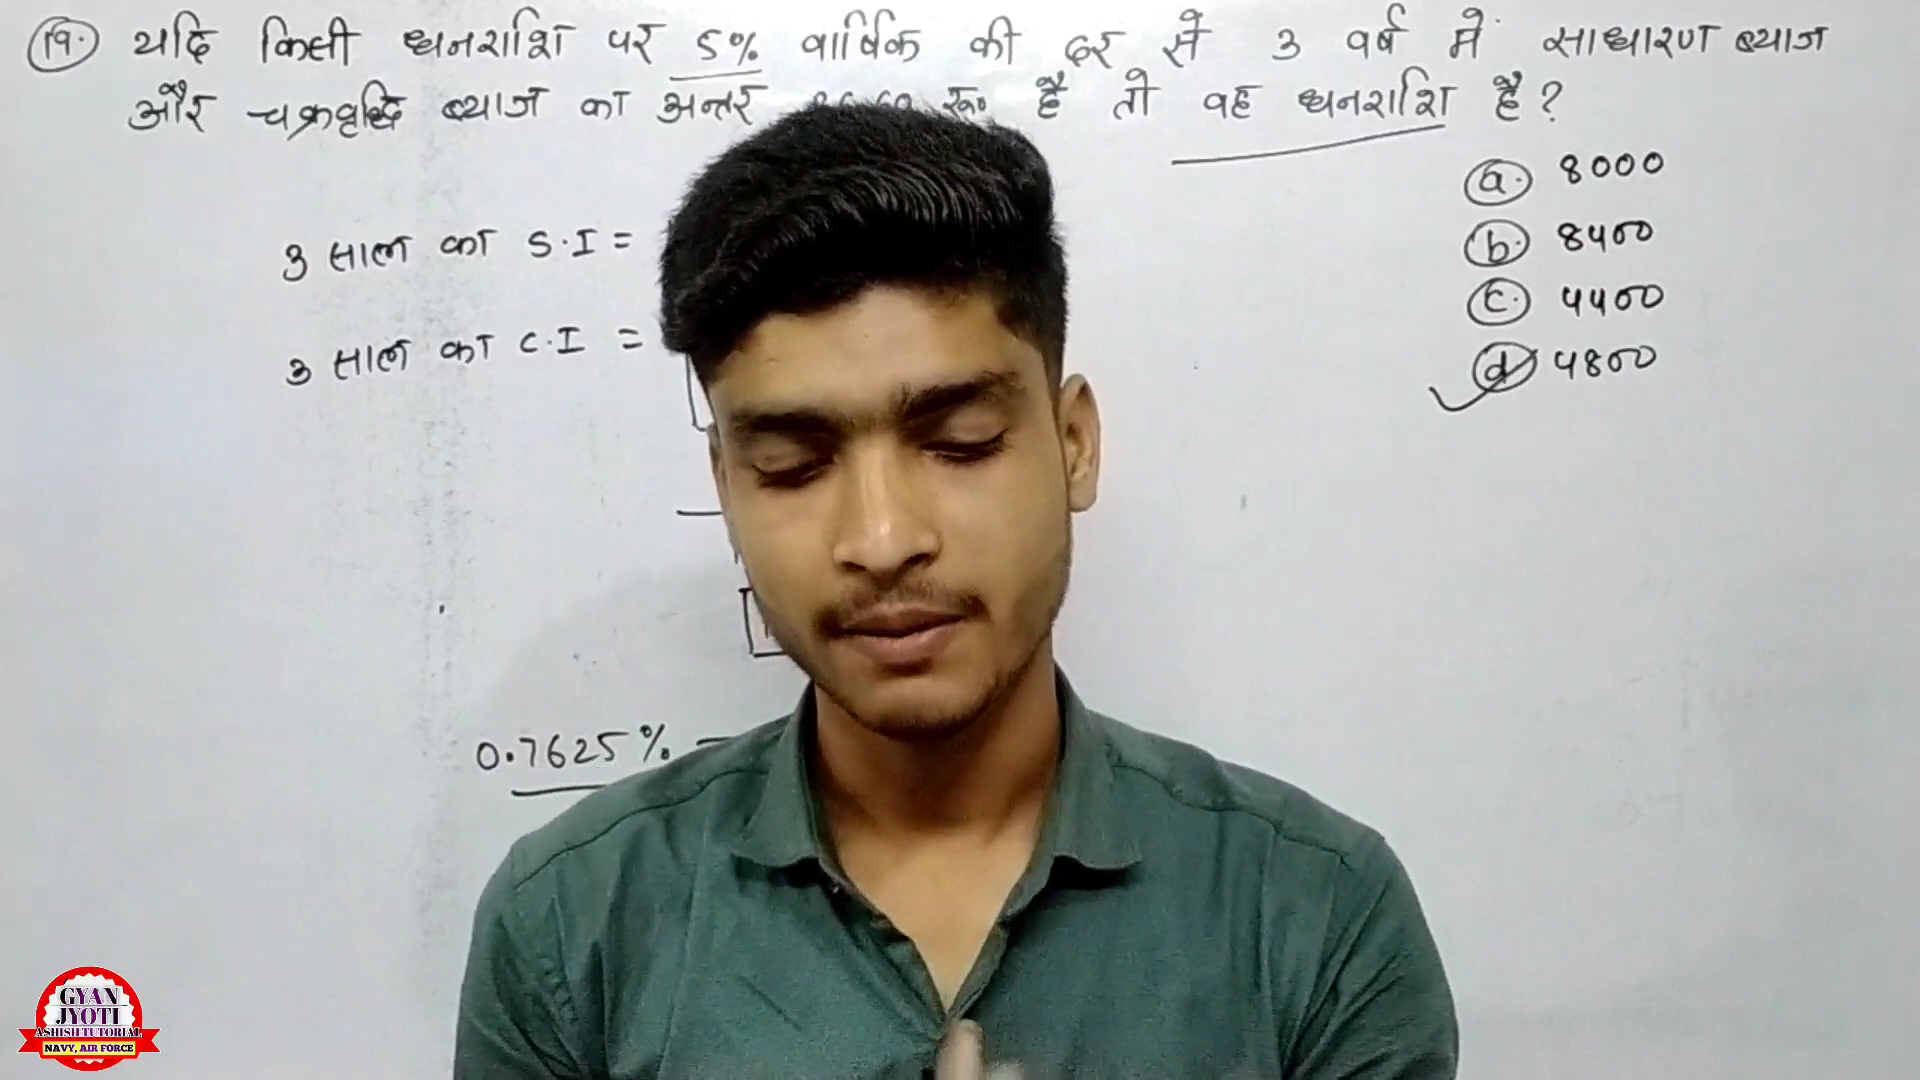 19. यदि किसी धनराशि पर 5% वार्षिक की दर से 3 वर्ष में साधारण ब्याज
और चक्रवृद्धि ब्याज का अन्तर रू० है तो वह धनराशि है ?
a. 8000
3 साल का S.I =
b. 8400
c. 4400
3 साल का C.I =
d 4800
0.7625% -
GYAN
JYOTI
ASHISH TUTORIAL
NAVY, AIR FORCE